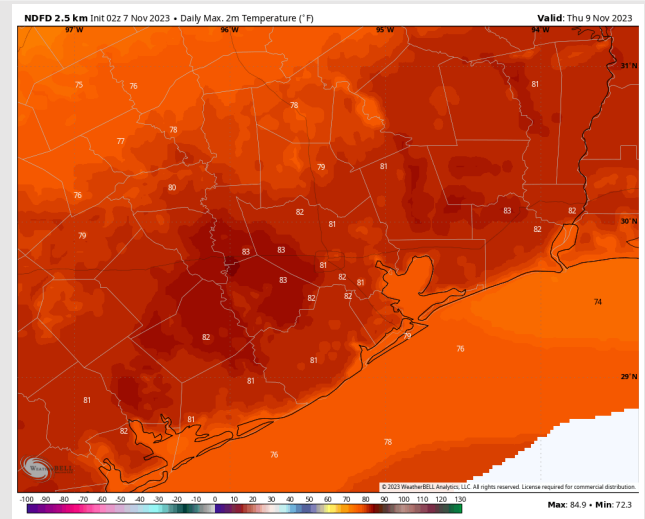 NDFD 2.5 km Init 02z 7 Nov 2023 • Daily Max. 2m Temperature (°F)
Valid: Thu 9 Nov 2023
97°W 96°W 95°W 94°W
31°N
75 76 81
78
78
77
79 81
80
76
82 83 82
81 30°N
82
79
83 83
81
83 82 81
82 82
74
82 79
76
81
29°N
81
81
81
82
78
76
WeatherBELL
© 2023 WeatherBELL Analytics, LLC. All rights reserved. License required for commercial distribution.
-100 -90 -80 -70 -60 -50 -40 -30 -20 -10 0 10 20 30 40 50 60 70 80 90 100 110 120 130
Max: 84.9 • Min: 72.3